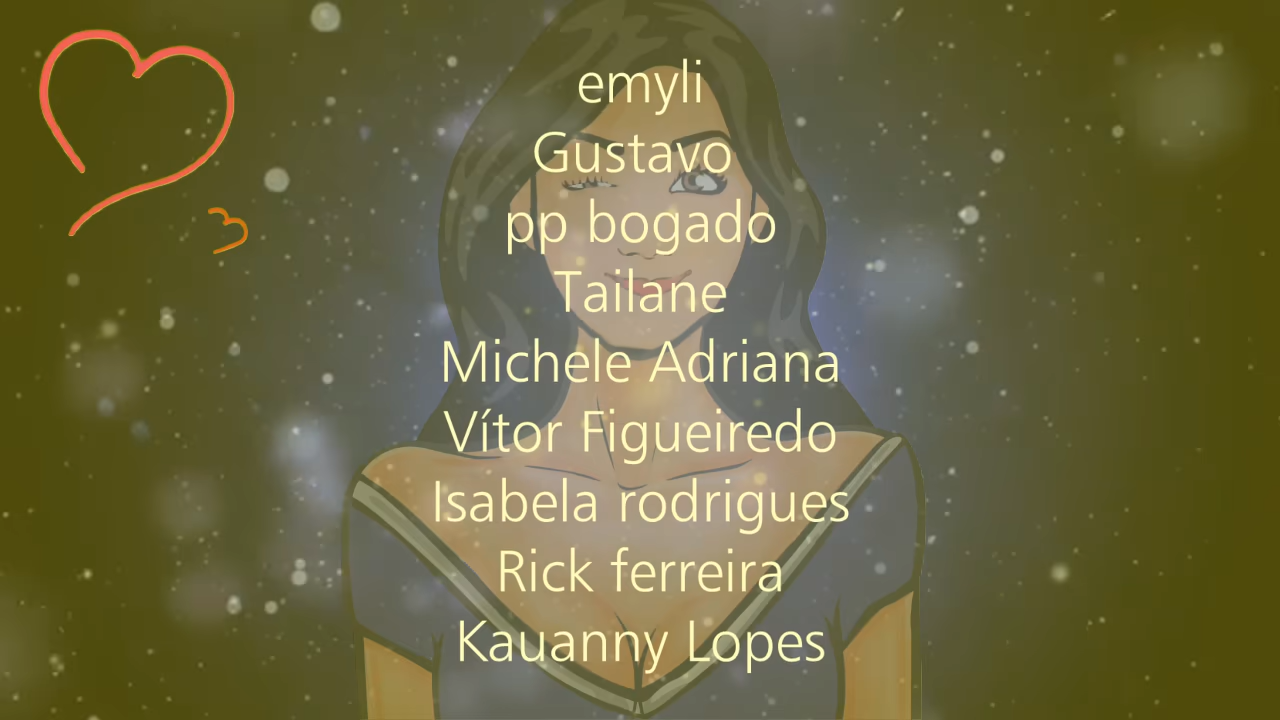 emyli
Gustavo
pp bogado
Tailane
Michele Adriana
Vítor Figueiredo
Isabela rodrigues
Rick ferreira
Kauanny Lopes